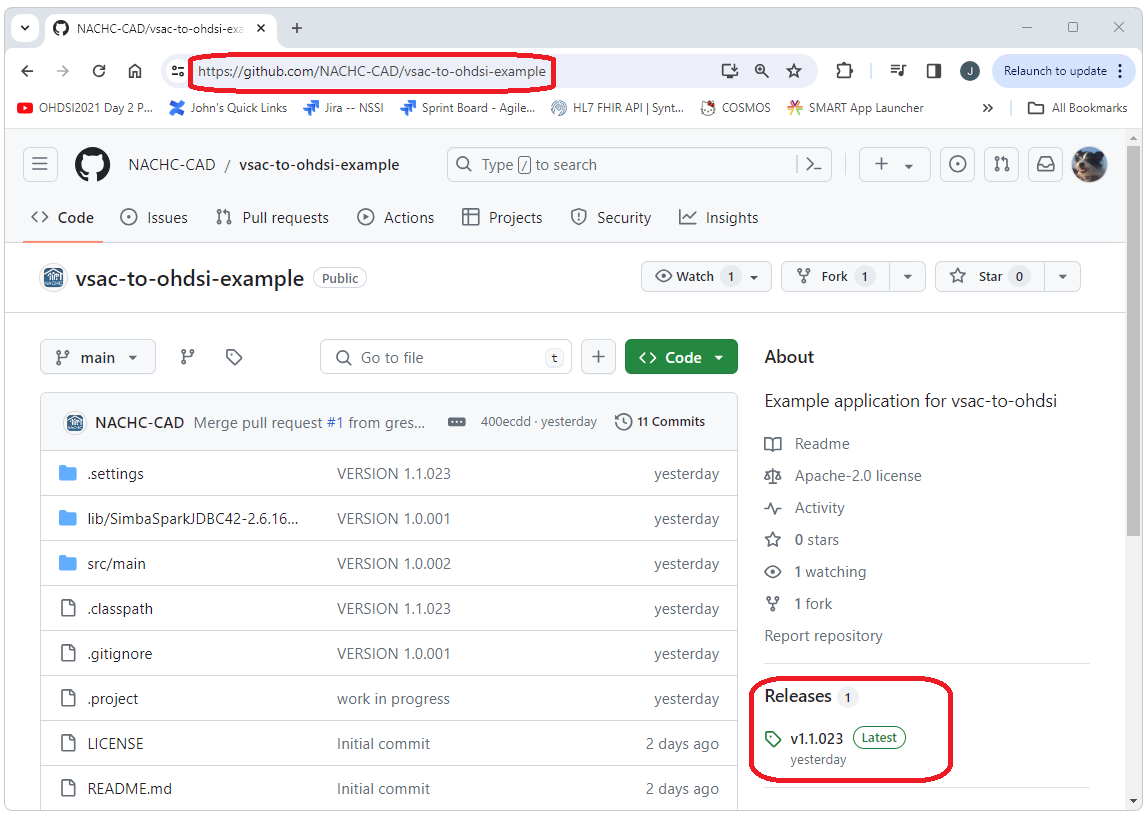 NACHC-CAD/vsac-to-ohdsi-exa
https://github.com/NACHC-CAD/vsac-to-ohdsi-example
J
Relaunch to update
OHDSI2021 Day 2 P...
John's Quick Links
Jira -- NSSI
Sprint Board - Agile...
HL7 FHIR API | Synt...
COSMOS
SMART App Launcher
»
All Bookmarks
NACHC-CAD / vsac-to-ohdsi-example
Type / to search
Code
Issues
Pull requests
Actions
Projects
Security
Insights
NACHC
vsac-to-ohdsi-example
Public
Watch 1
Fork 1
Star 0
main
Go to file
t
Code
NACHC-CAD Merge pull request #1 from gres... 400ecdd · yesterday 11 Commits
.settings VERSION 1.1.023 yesterday
lib/SimbaSparkJDBC42-2.6.16... VERSION 1.0.001 yesterday
src/main VERSION 1.0.002 yesterday
.classpath VERSION 1.1.023 yesterday
.gitignore VERSION 1.0.001 yesterday
.project work in progress yesterday
LICENSE Initial commit 2 days ago
README.md Initial commit 2 days ago
About
Example application for vsac-to-ohdsi
Readme
Apache-2.0 license
Activity
0 stars
1 watching
1 fork
Report repository
Releases 1
v1.1.023 Latest
yesterday